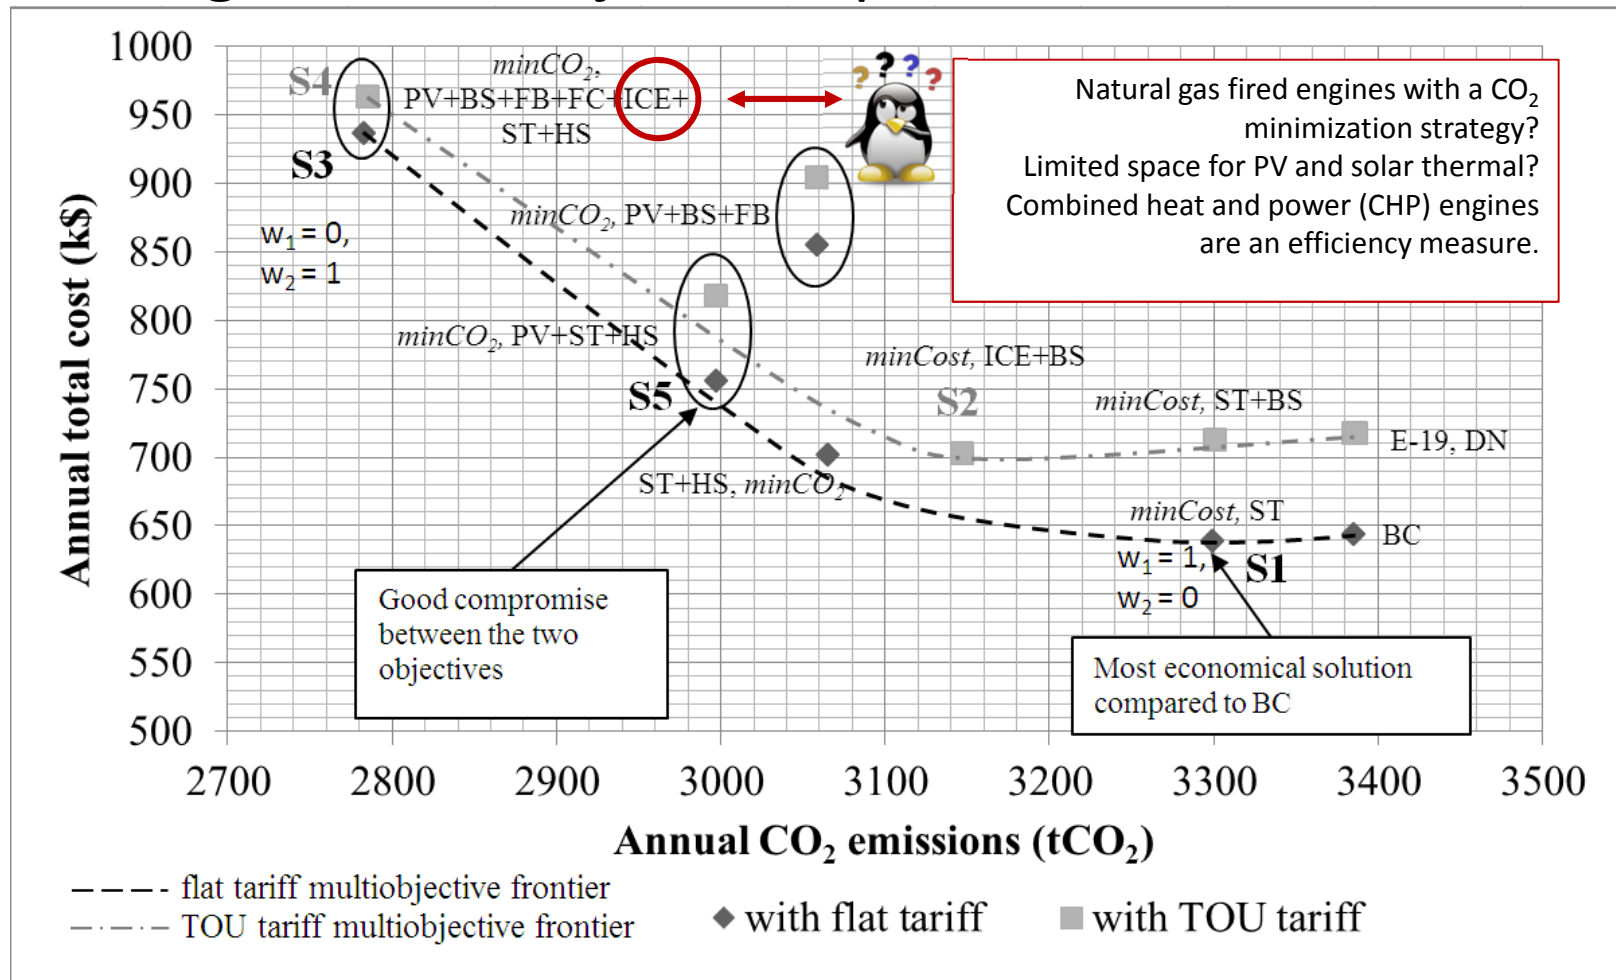 1000
950
900
850
800
750
700
650
600
550
500
Annual total cost (k$)
2700
2800
2900
3000
3100
3200
3300
3400
3500
Annual CO₂ emissions (tCO₂)
S4
S3
minCO₂,
PV+BS+FB+FC+ICE+
ST+HS
w₁ = 0,
w₂ = 1
? ? ? ?
Natural gas fired engines with a CO₂
minimization strategy?
Limited space for PV and solar thermal?
Combined heat and power (CHP) engines
are an efficiency measure.
minCO₂, PV+BS+FB
minCO₂, PV+ST+HS
S5
minCost, ICE+BS
S2
minCost, ST+BS
E-19, DN
ST+HS, minCO₂
minCost, ST
BC
w₁ = 1,
w₂ = 0
S1
Good compromise
between the two
objectives
Most economical solution
compared to BC
flat tariff multiobjective frontier
TOU tariff multiobjective frontier
with flat tariff
with TOU tariff